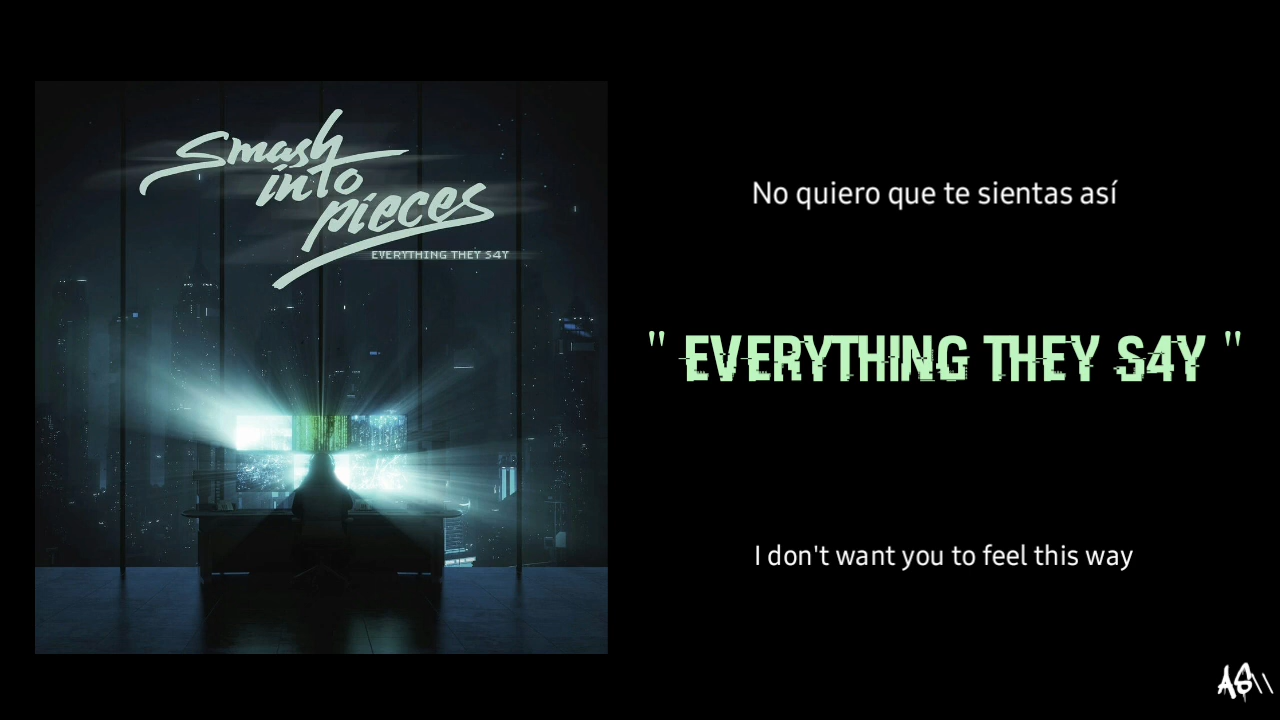 Smash
into
pieces
EVERYTHING THEY S4Y
No quiero que te sientas así
" EVERYTHING THEY S4Y "
I don't want you to feel this way
AS\\